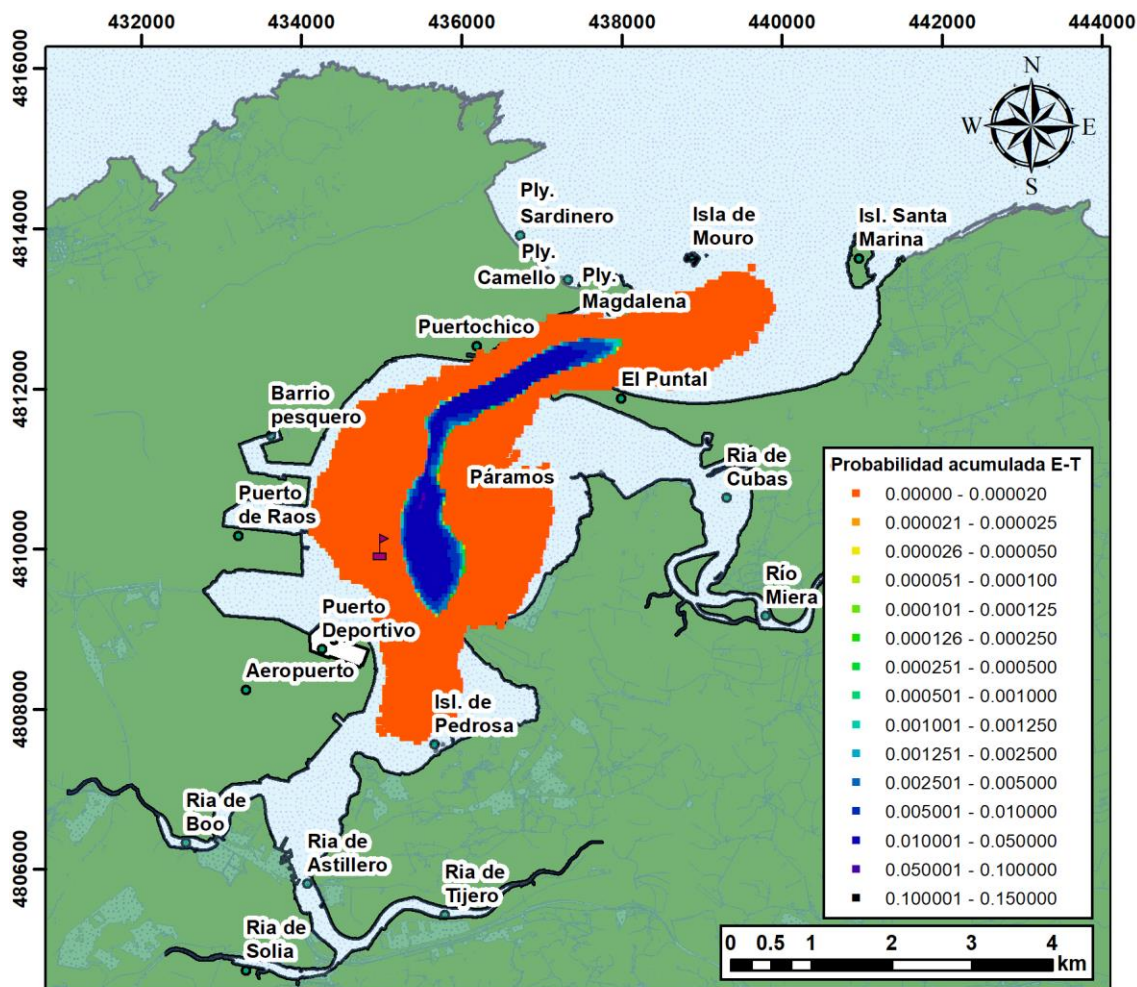 432000 434000 436000 438000 440000 442000 444000
4816000
4814000
4812000
4810000
4808000
4806000
N
W E
S
Ply.
Sardinero
Ply.
Camello
Ply.
Magdalena
Isla de
Mouro
Isl. Santa
Marina
Puertochico
El Puntal
Barrio
pesquero
Puerto
de Raos
Páramos
Ria de
Cubas
Río
Miera
Puerto
Deportivo
Aeropuerto
Isl. de
Pedrosa
Ria de
Boo
Ria de
Astillero
Ria de
Tijero
Ria de
Solia
Probabilidad acumulada E-T
0.00000 - 0.000020
0.000021 - 0.000025
0.000026 - 0.000050
0.000051 - 0.000100
0.000101 - 0.000125
0.000126 - 0.000250
0.000251 - 0.000500
0.000501 - 0.001000
0.001001 - 0.001250
0.001251 - 0.002500
0.002501 - 0.005000
0.005001 - 0.010000
0.010001 - 0.050000
0.050001 - 0.100000
0.100001 - 0.150000
0 0.5 1 2 3 4
km